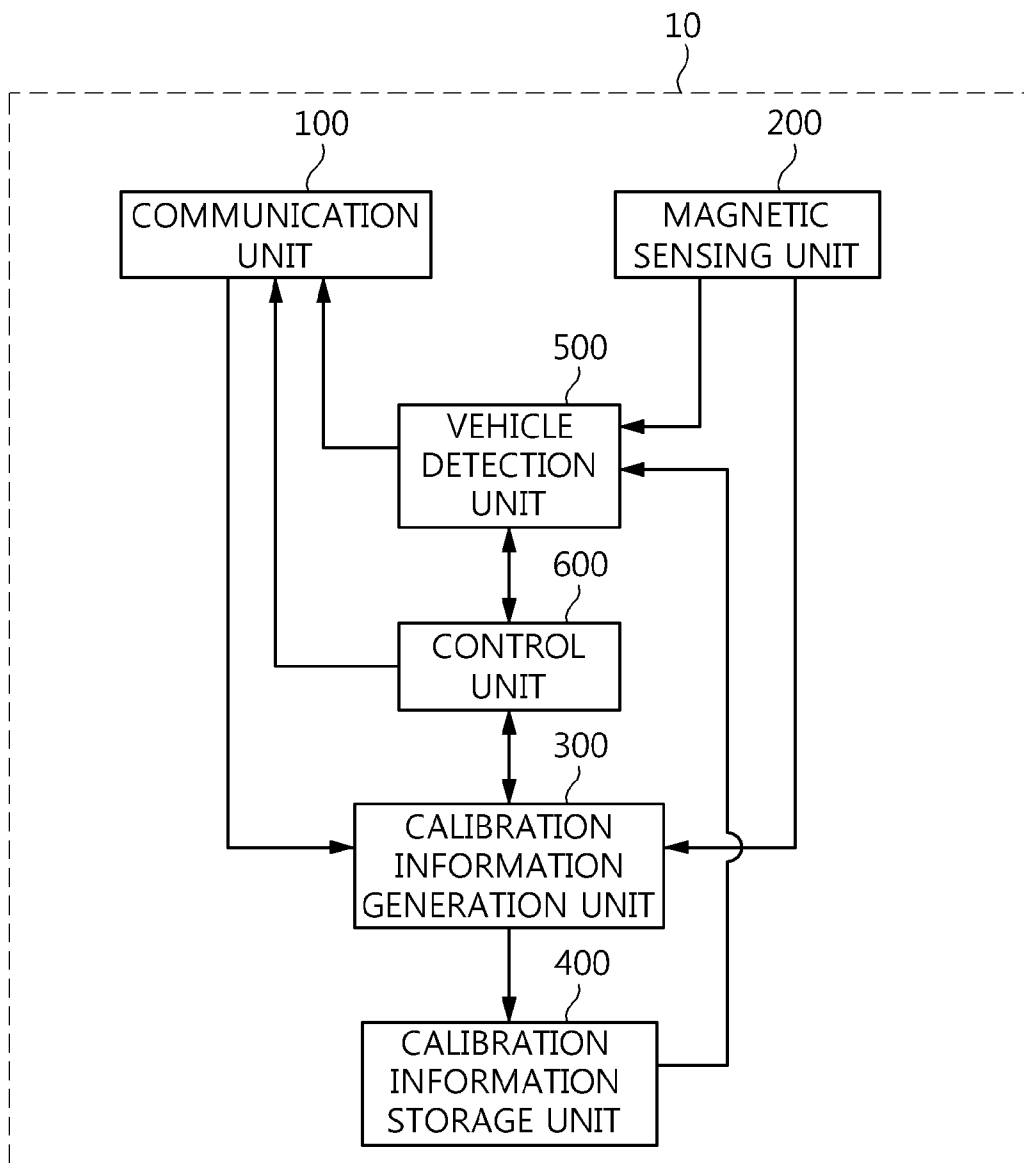 10
100
COMMUNICATION
UNIT
200
MAGNETIC
SENSING UNIT
500
VEHICLE
DETECTION
UNIT
600
CONTROL
UNIT
300
CALIBRATION
INFORMATION
GENERATION UNIT
400
CALIBRATION
INFORMATION
STORAGE UNIT